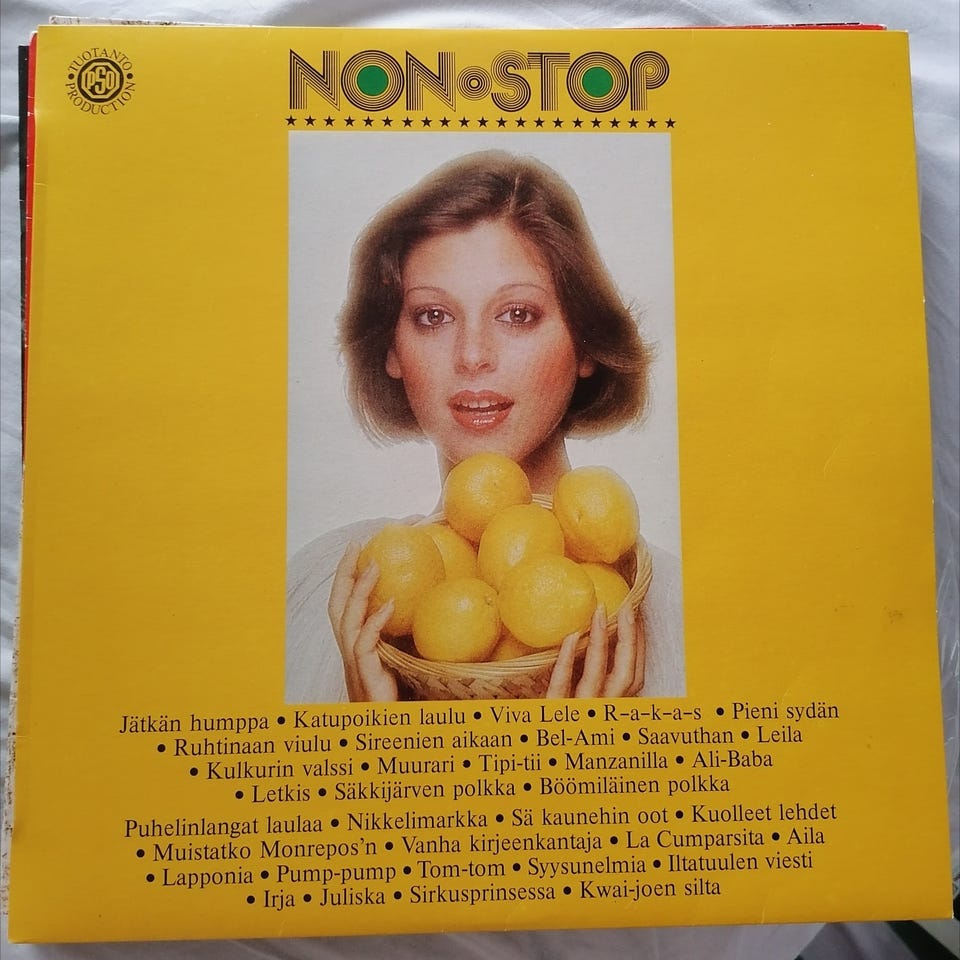 TUOTANTO
PSO
PRODUCTION
NON•STOP
Jätkän humppa • Katupoikien laulu • Viva Lele • R-a-k-a-s • Pieni sydän
• Ruhtinaan viulu • Sireenien aikaan • Bel-Ami • Saavuthan • Leila
• Kulkurin valssi • Muurari • Tipi-tii • Manzanilla • Ali-Baba
• Letkis • Säkkijärven polkka • Böömiläinen polkka
Puhelinlangat laulaa • Nikkelimarkka • Sä kaunehin oot • Kuolleet lehdet
• Muistatko Monrepos'n • Vanha kirjeenkantaja • La Cumparsita • Aila
• Lapponia • Pump-pump • Tom-tom • Syysunelmia • Iltatuulen viesti
• Irja • Juliska • Sirkusprinsessa • Kwai-joen silta